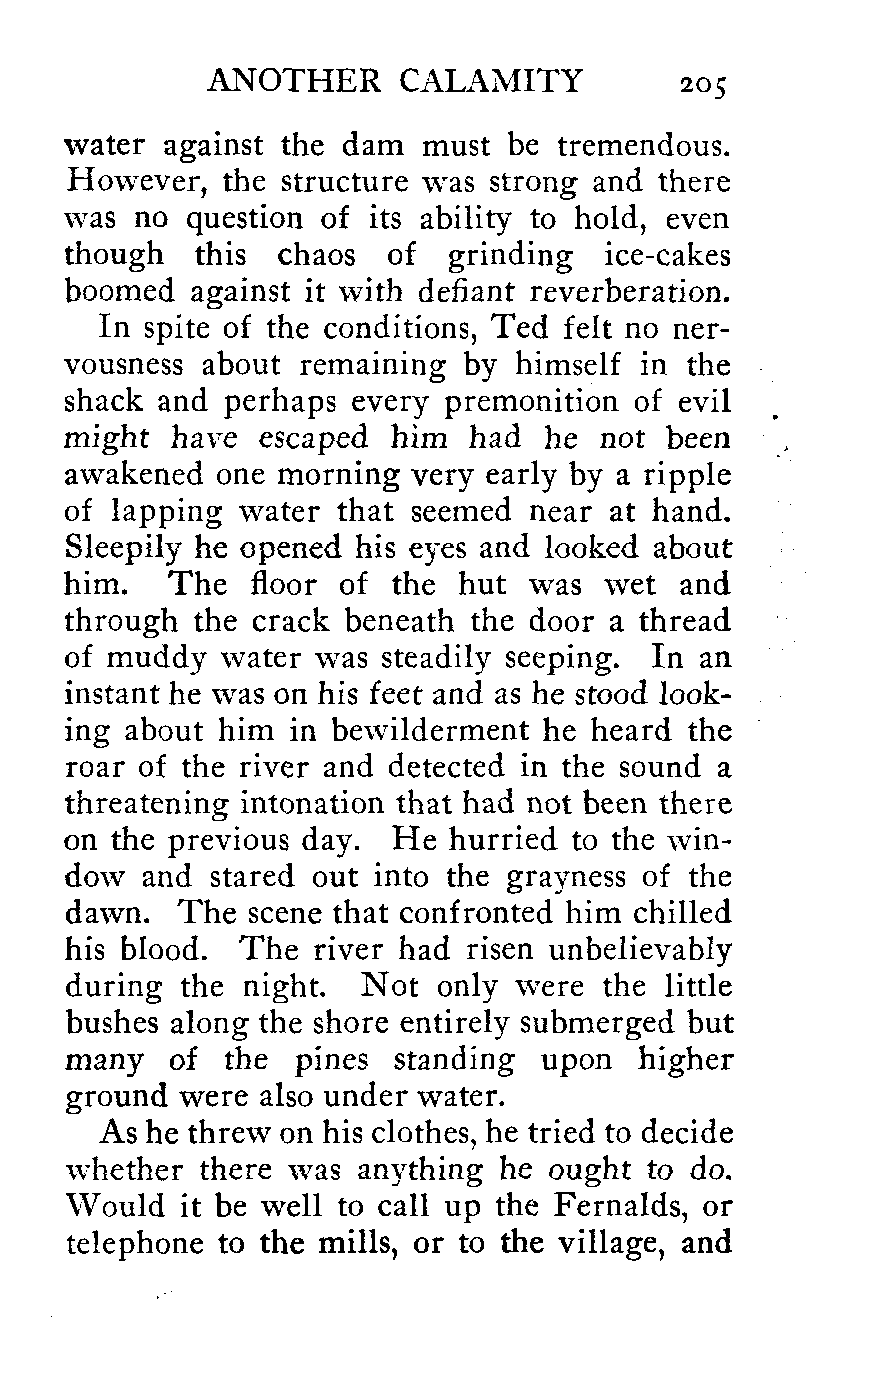 ANOTHER CALAMITY 205
water against the dam must be tremendous.
However, the structure was strong and there
was no question of its ability to hold, even
though this chaos of grinding ice-cakes
boomed against it with defiant reverberation.
In spite of the conditions, Ted felt no ner-
vousness about remaining by himself in the
shack and perhaps every premonition of evil
might have escaped him had he not been
awakened one morning very early by a ripple
of lapping water that seemed near at hand.
Sleepily he opened his eyes and looked about
him. The floor of the hut was wet and
through the crack beneath the door a thread
of muddy water was steadily seeping. In an
instant he was on his feet and as he stood look-
ing about him in bewilderment he heard the
roar of the river and detected in the sound a
threatening intonation that had not been there
on the previous day. He hurried to the win-
dow and stared out into the grayness of the
dawn. The scene that confronted him chilled
his blood. The river had risen unbelievably
during the night. Not only were the little
bushes along the shore entirely submerged but
many of the pines standing upon higher
ground were also under water.
As he threw on his clothes, he tried to decide
whether there was anything he ought to do.
Would it be well to call up the Fernalds, or
telephone to the mills, or to the village, and